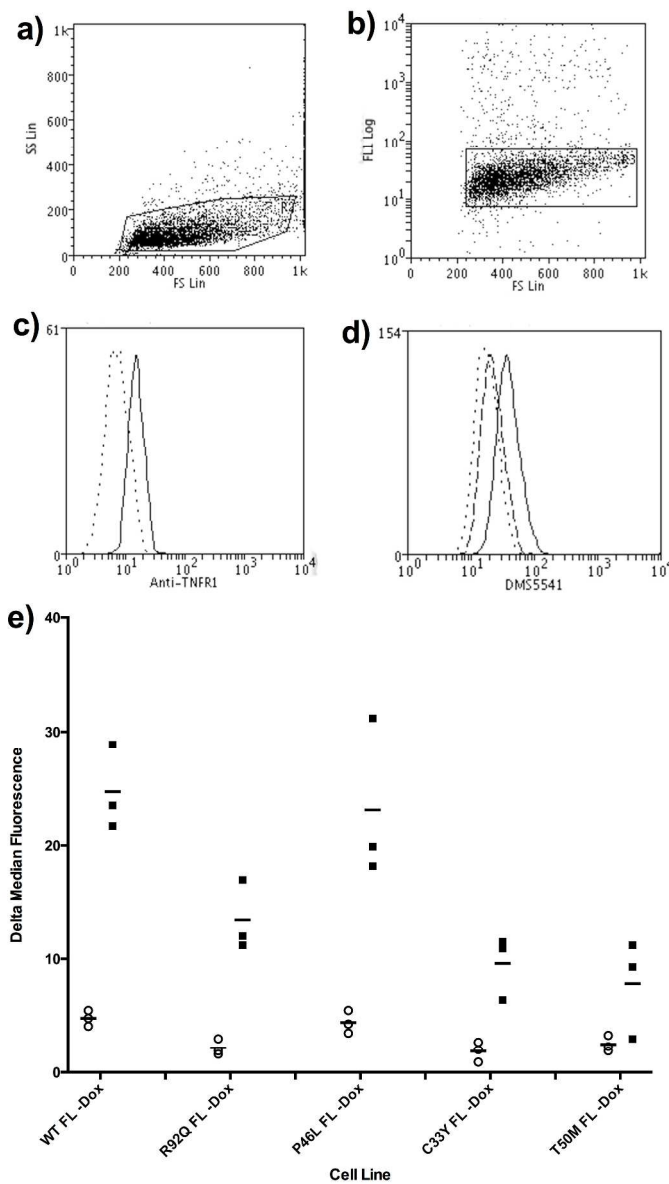 a)
1k
800
600
400
200
0
SS Lin
R2
0 200 400 600 800 1k
FS Lin
b)
10^4
10^3
10^2
10^1
10^0
FL1 Log
R3
0 200 400 600 800 1k
FS Lin
c)
61
0
10^0 10^1 10^2 10^3 10^4
Anti-TNFR1
d)
154
0
10^0 10^1 10^2 10^3 10^4
DMS5541
e)
40
30
20
10
0
Delta Median Fluorescence
WT FL -Dox
R92Q FL -Dox
P46L FL -Dox
C33Y FL -Dox
T50M FL -Dox
Cell Line